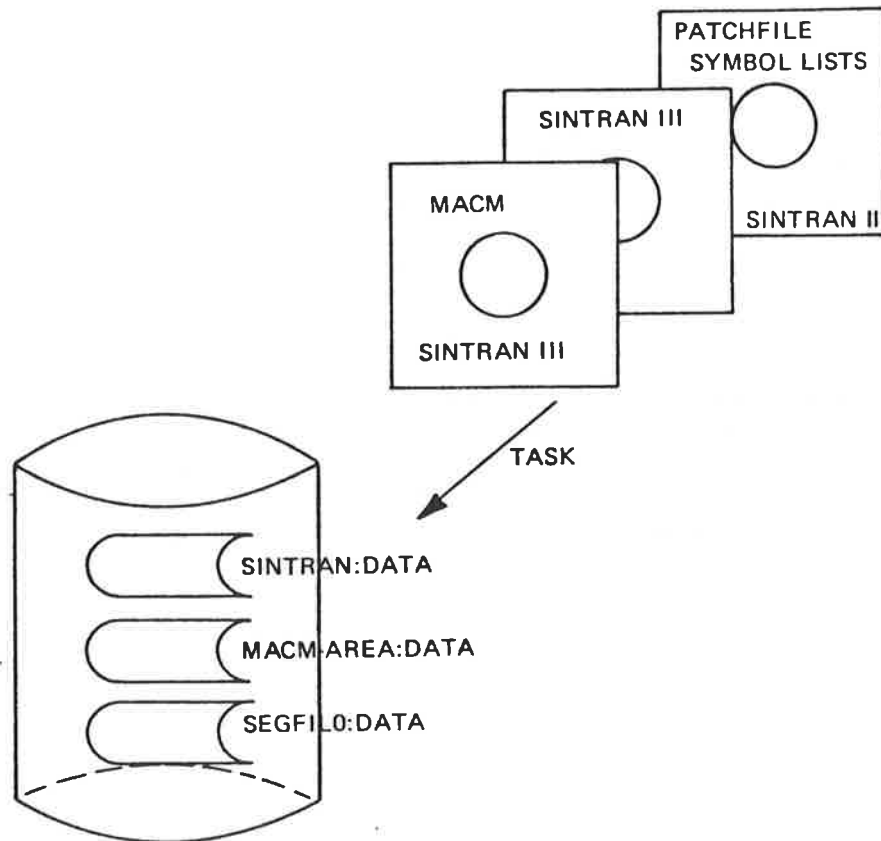 PATCHFILE
SYMBOL LISTS
SINTRAN III
MACM
SINTRAN II
SINTRAN III
TASK
SINTRAN:DATA
MACM-AREA:DATA
SEGFIL0:DATA